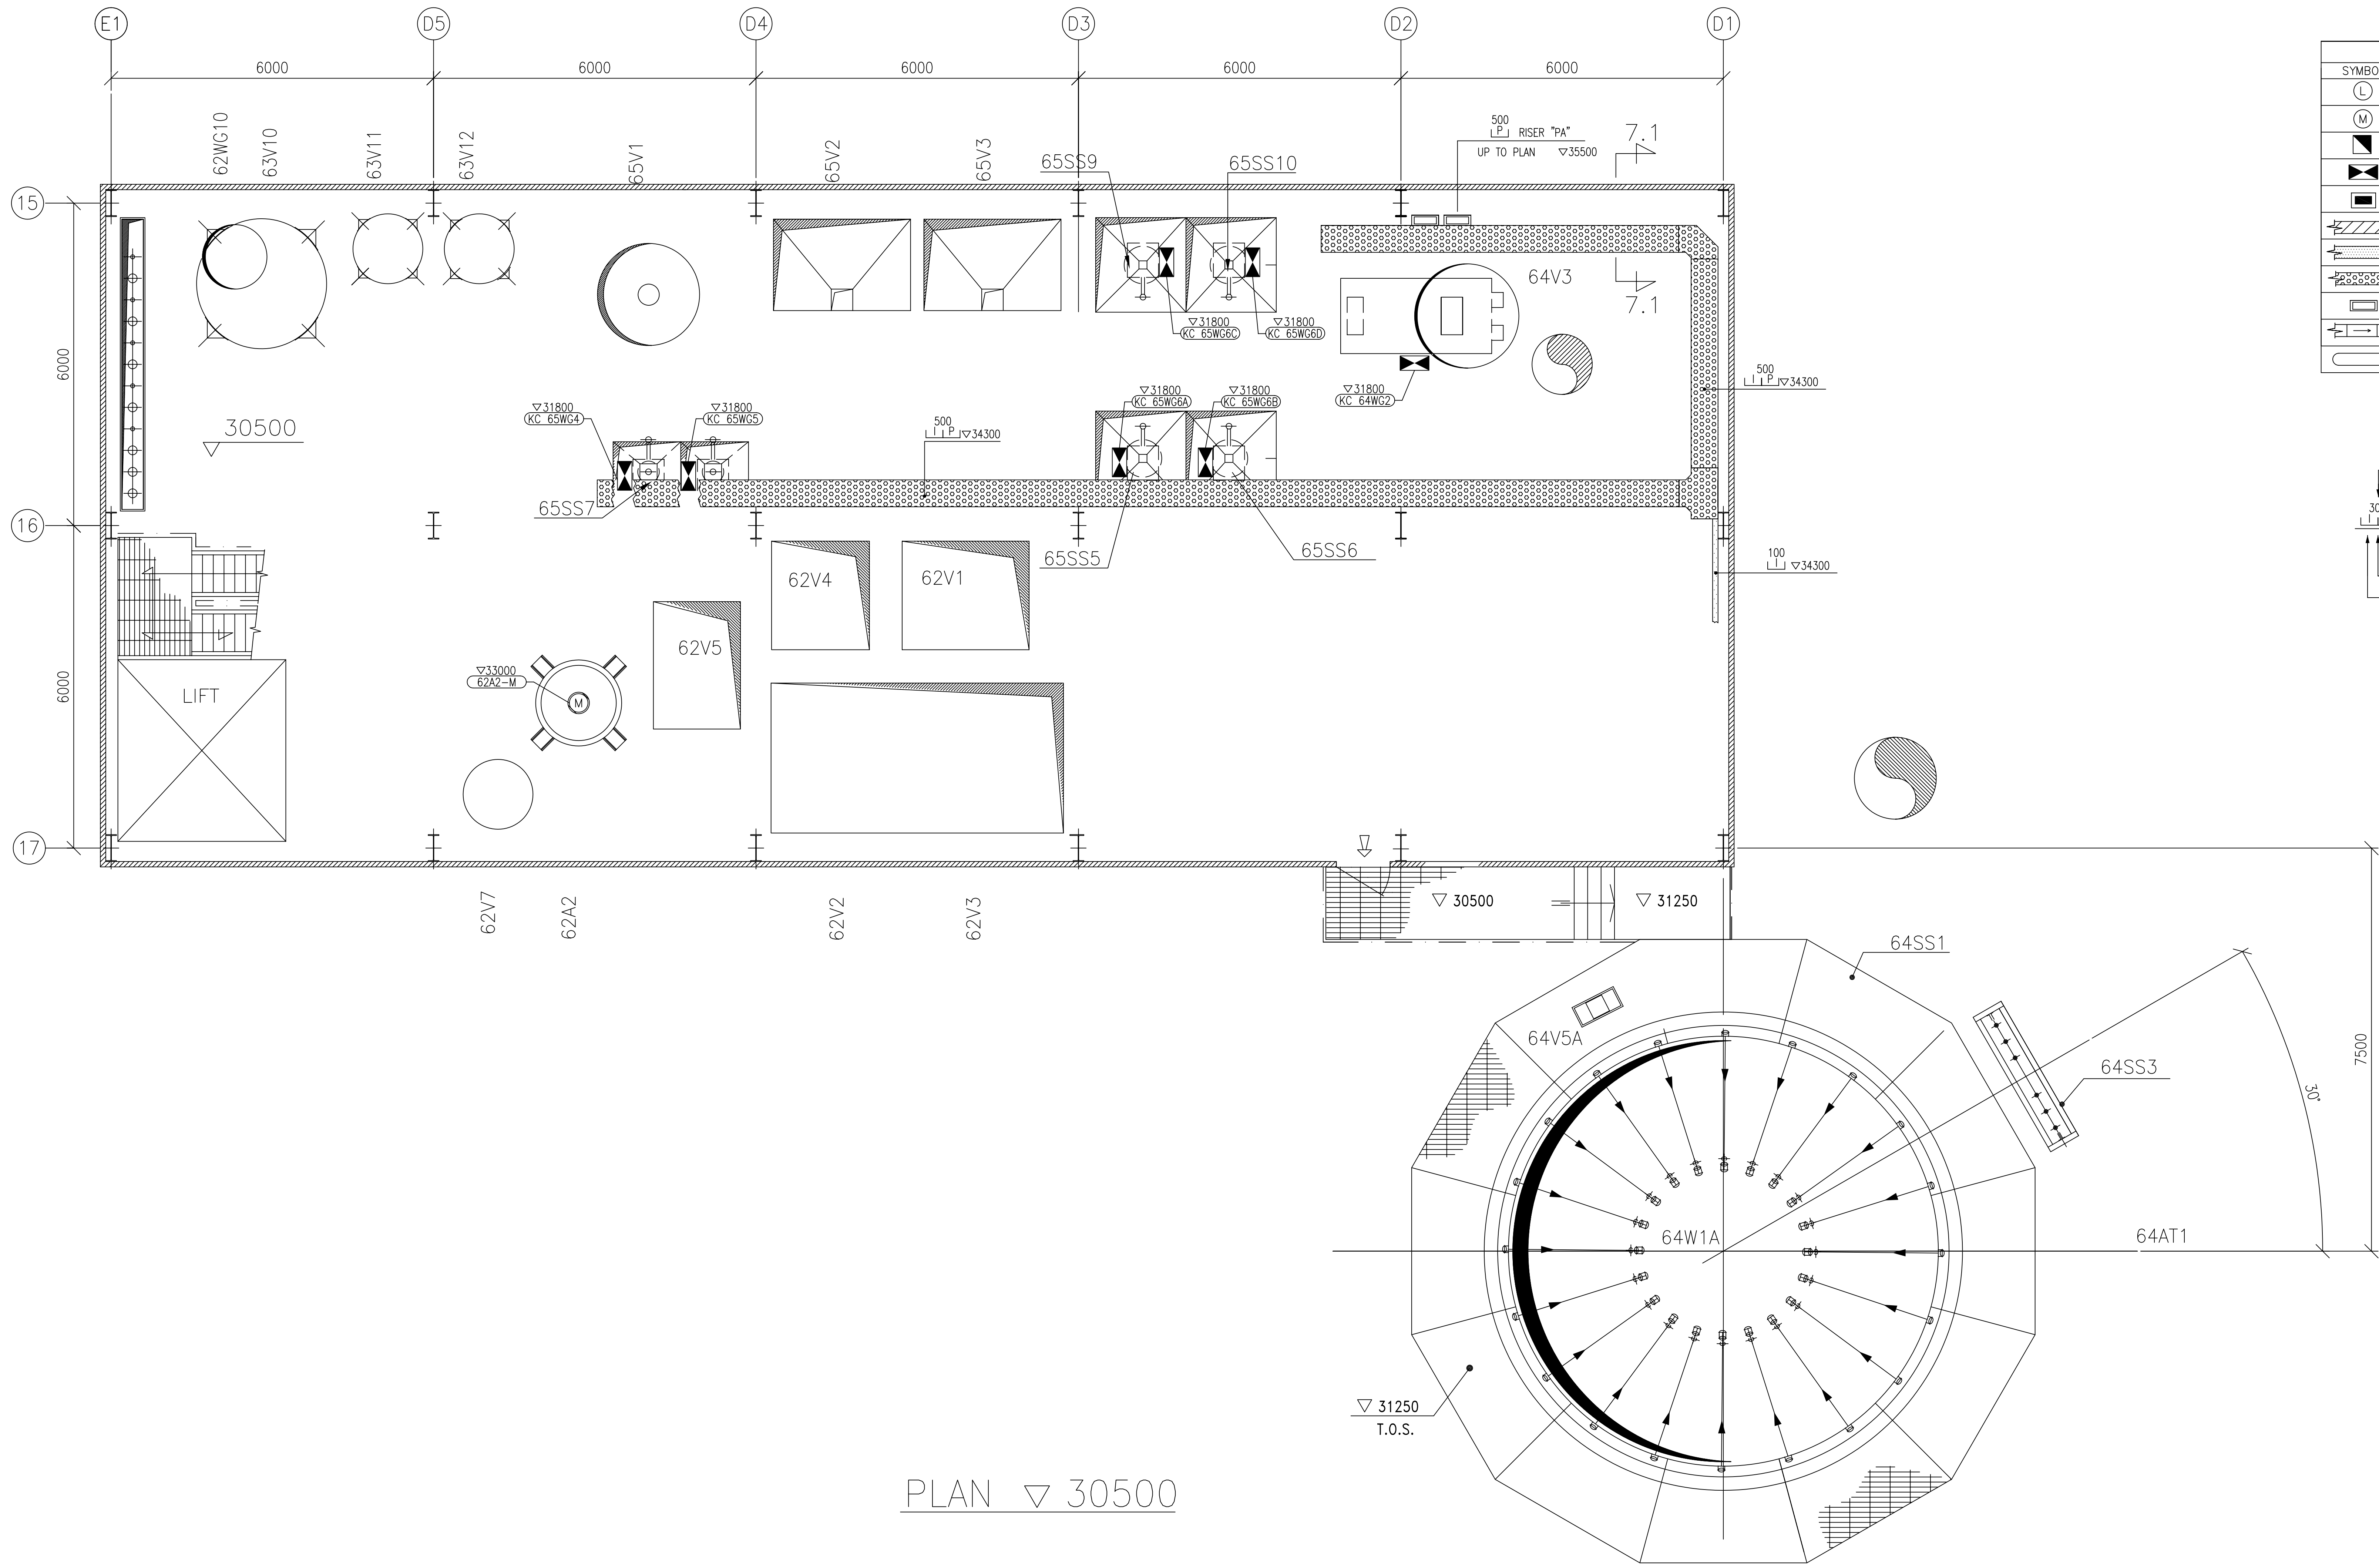 E1 D5 D4 D3 D2 D1
6000 6000 6000 6000 6000
SYMBO
L
M
62WG10
63V10
63V11
63V12
65V1
65V2
65V3
65SS9
65SS10
500
P RISER "PA"
UP TO PLAN ▽35500
7.1
7.1
15
64V3
▽31800
KC 65WG6C
▽31800
KC 65WG6D
6000
▽31800
KC 64WG2
500
I P ▽34300
▽31800
KC 65WG4
▽31800
KC 65WG5
▽31800
KC 65WG6A
▽31800
KC 65WG6B
30500
▽
500
I P ▽34300
65SS7
16
65SS5
65SS6
100
I ▽34300
30
I
62V4
62V1
62V5
6000
LIFT
▽33000
62A2-M
M
17
62V7
62A2
62V2
62V3
▽ 30500
▽ 31250
64SS1
64V5A
64SS3
7500
30°
64W1A
64AT1
▽ 31250
T.O.S.
PLAN ▽ 30500